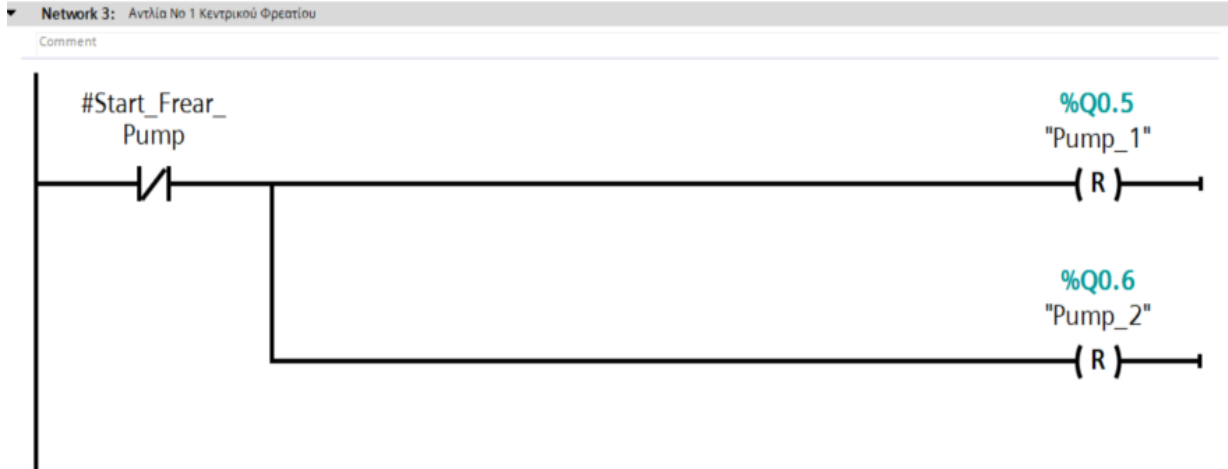 Network 3: Αντλία Νο 1 Κεντρικού Φρεατίου
Comment
#Start_Frear_
Pump
%Q0.5
"Pump_1"
( R )
%Q0.6
"Pump_2"
( R )